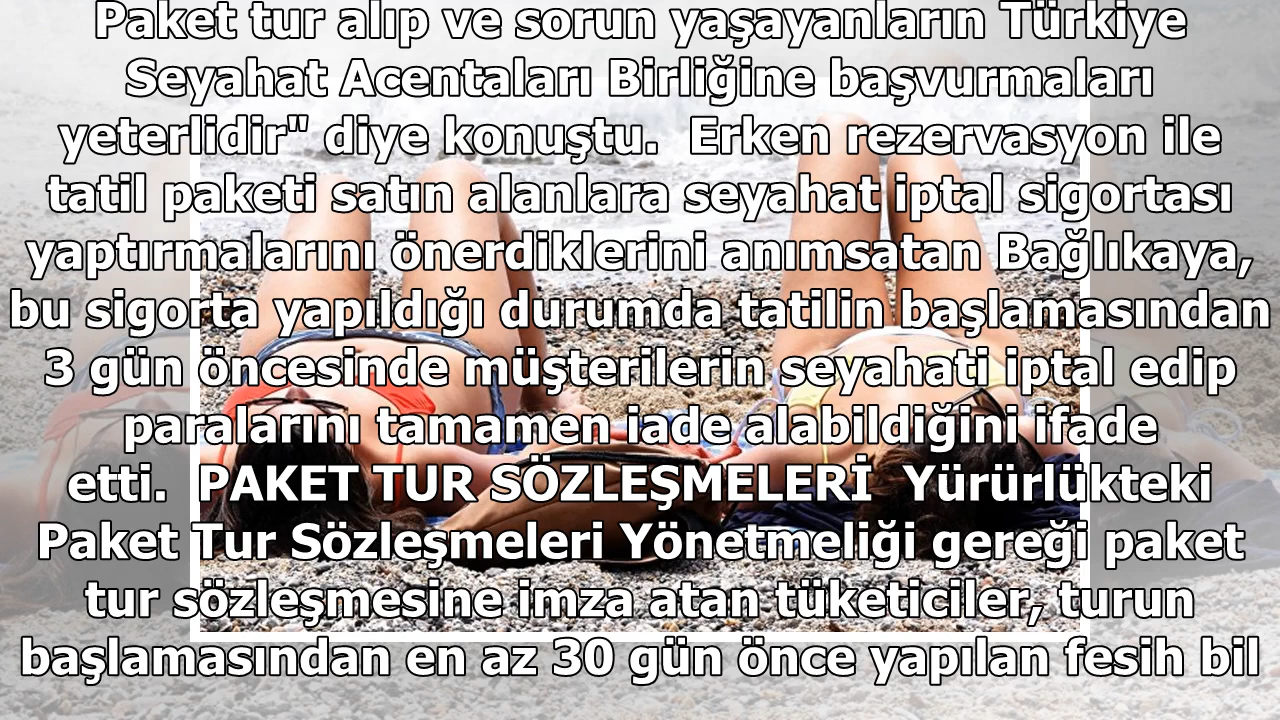 Paket tur alıp ve sorun yaşayanların Türkiye
Seyahat Acentaları Birliğine başvurmaları
yeterlidir" diye konuştu.  Erken rezervasyon ile
tatil paketi satın alanlara seyahat iptal sigortası
yaptırmalarını önerdiklerini anımsatan Bağlıkaya,
bu sigorta yapıldığı durumda tatilin başlamasından
3 gün öncesinde müşterilerin seyahati iptal edip
paralarını tamamen iade alabildiğini ifade
etti.  PAKET TUR SÖZLEŞMELERİ  Yürürlükteki
Paket Tur Sözleşmeleri Yönetmeliği gereği paket
tur sözleşmesine imza atan tüketiciler, turun
başlamasından en az 30 gün önce yapılan fesih bil